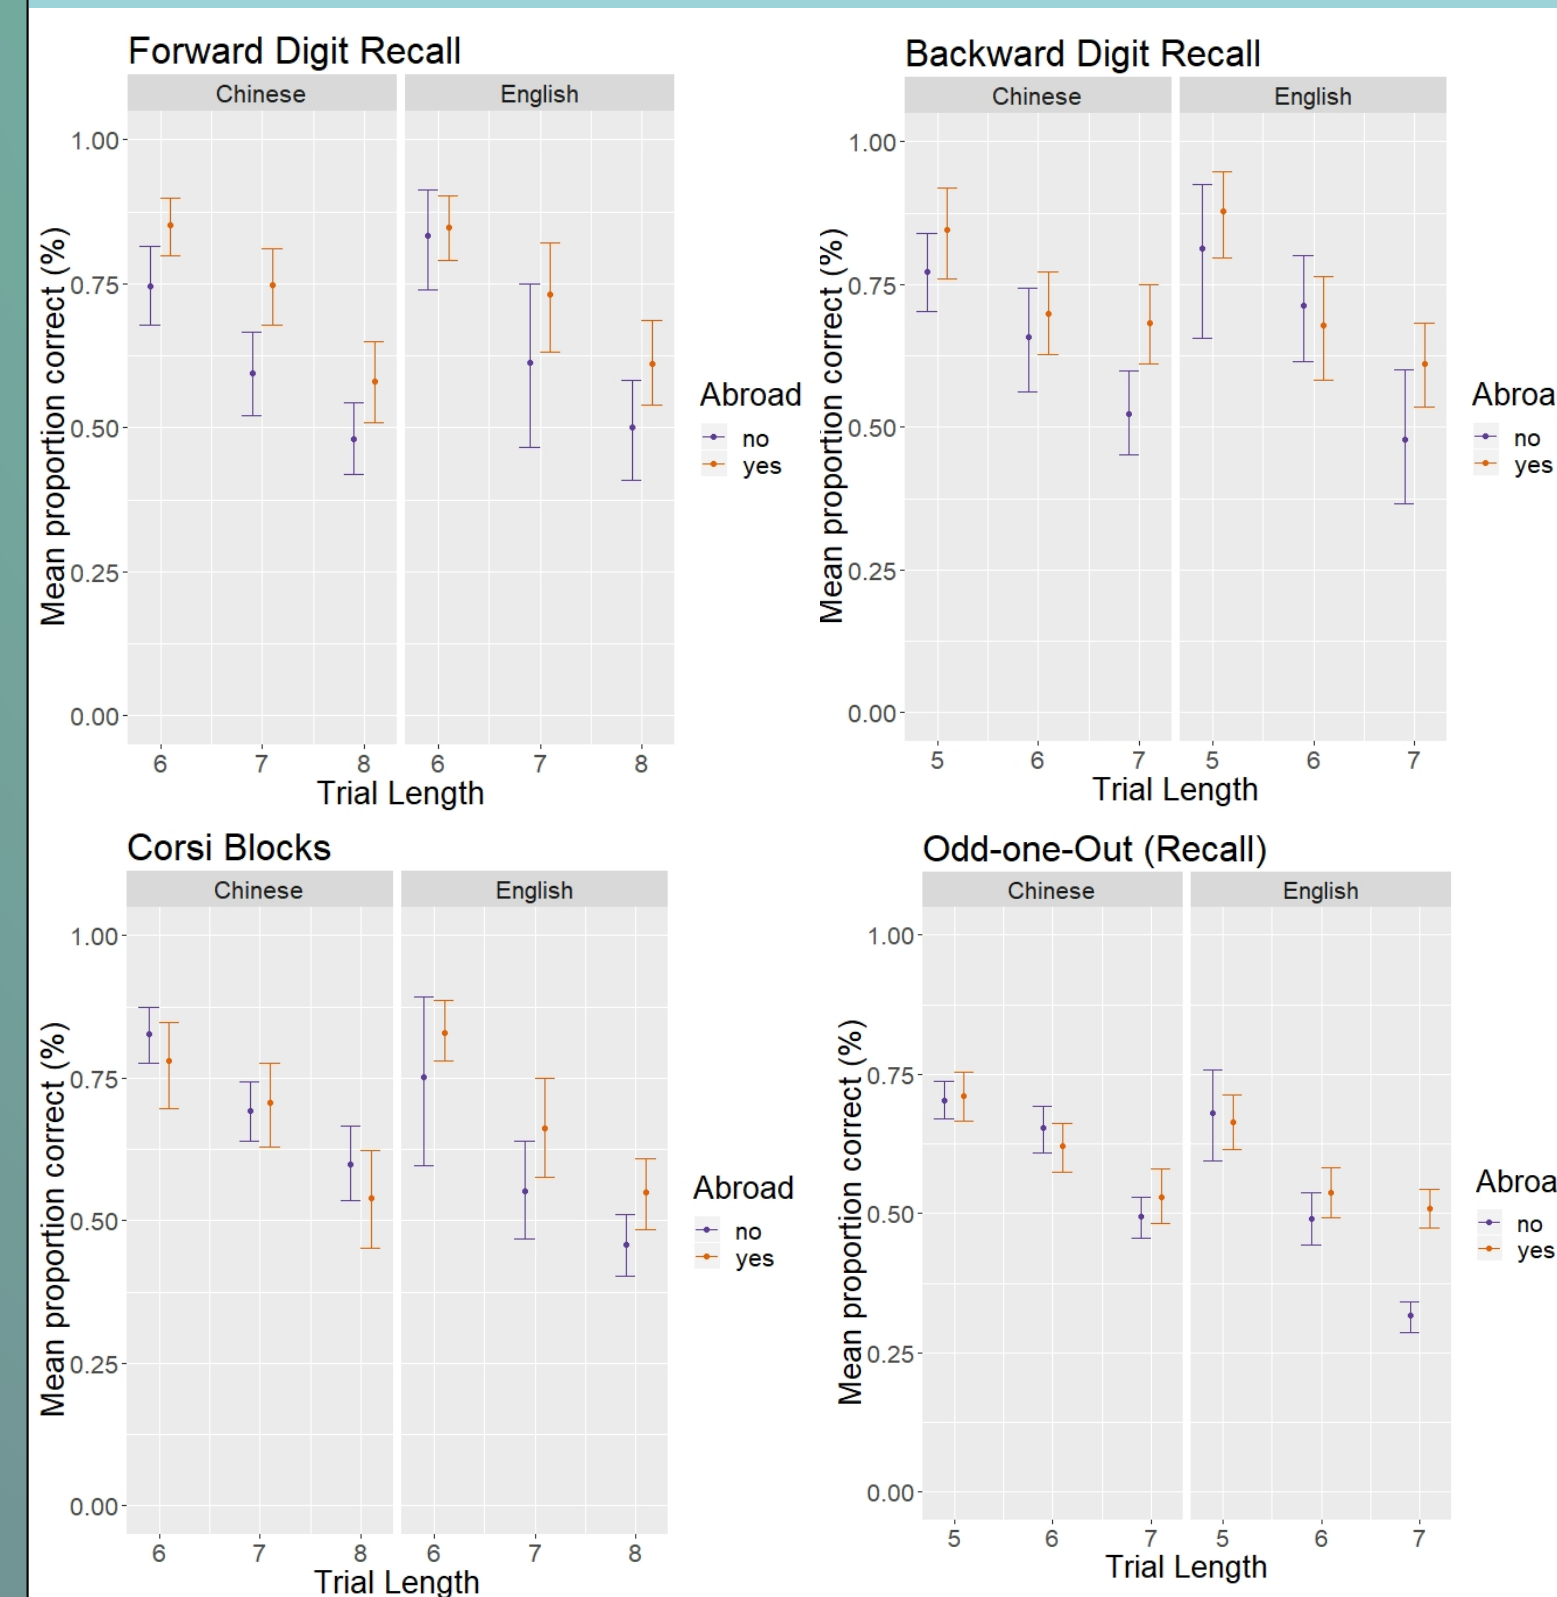 Forward Digit Recall
Chinese English
Mean proportion correct (%)
1.00
0.75
0.50
0.25
0.00
6 7 8 6 7 8
Trial Length
Abroad
no
yes
Backward Digit Recall
Chinese English
Mean proportion correct (%)
1.00
0.75
0.50
0.25
0.00
5 6 7 5 6 7
Trial Length
Abroa
no
yes
Corsi Blocks
Chinese English
Mean proportion correct (%)
1.00
0.75
0.50
0.25
0.00
6 7 8 6 7 8
Trial Length
Abroad
no
yes
Odd-one-Out (Recall)
Chinese English
Mean proportion correct (%)
1.00
0.75
0.50
0.25
0.00
5 6 7 5 6 7
Trial Length
Abroa
no
yes